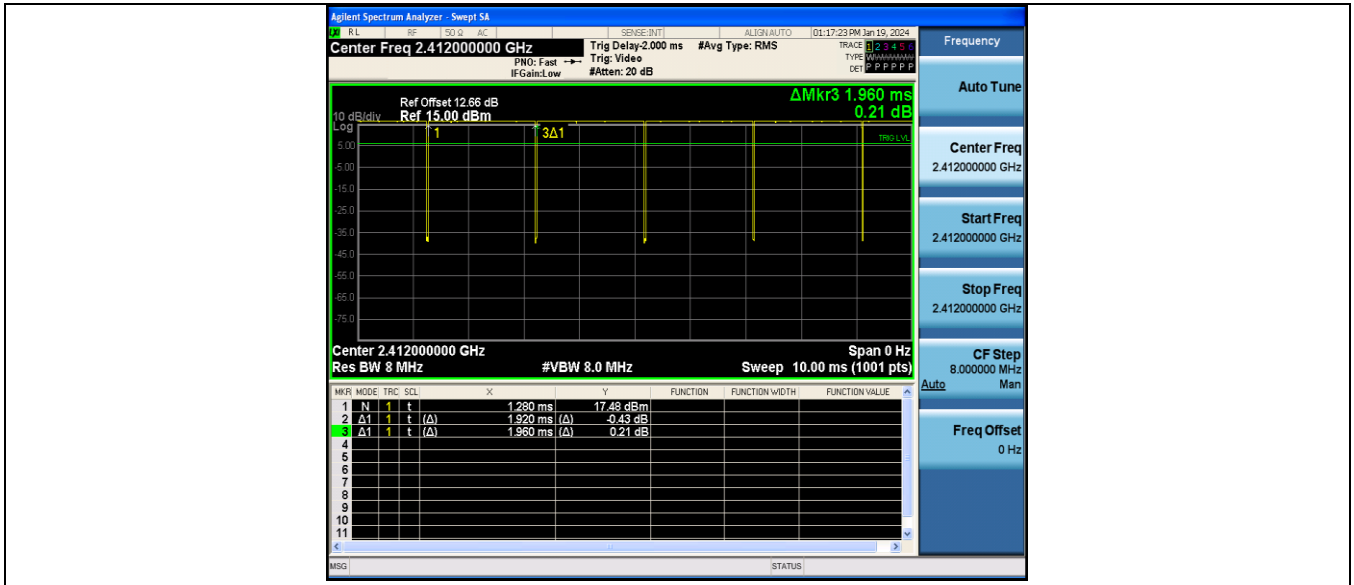 Agilent Spectrum Analyzer - Swept SA
RL RF 50 Ω AC SENSE:INT ALIGNAUTO 01:17:23 PM Jan 19, 2024
Center Freq 2.412000000 GHz
PNO: Fast
IFGain:Low
Trig Delay-2.000 ms
Trig: Video
#Atten: 20 dB
#Avg Type: RMS
TRACE 1 2 3 4 5 6
TYPE
DET P P P P P P
ΔMkr3 1.960 ms
0.21 dB
Ref Offset 12.66 dB
10 dB/div Ref 15.00 dBm
Log
1
3Δ1
TRIG LVL
5.00
-5.00
-15.0
-25.0
-35.0
-45.0
-55.0
-65.0
-75.0
Center 2.412000000 GHz Span 0 Hz
Res BW 8 MHz #VBW 8.0 MHz Sweep 10.00 ms (1001 pts)
MKR MODE TRC SCL X Y FUNCTION FUNCTION WIDTH FUNCTION VALUE
1 N 1 t 1.280 ms 17.48 dBm
2 Δ1 1 t (Δ) 1.920 ms (Δ) -0.43 dB
3 Δ1 1 t (Δ) 1.960 ms (Δ) 0.21 dB
4
5
6
7
8
9
10
11
MSG STATUS
Frequency
Auto Tune
Center Freq
2.412000000 GHz
Start Freq
2.412000000 GHz
Stop Freq
2.412000000 GHz
CF Step
8.000000 MHz
Auto Man
Freq Offset
0 Hz